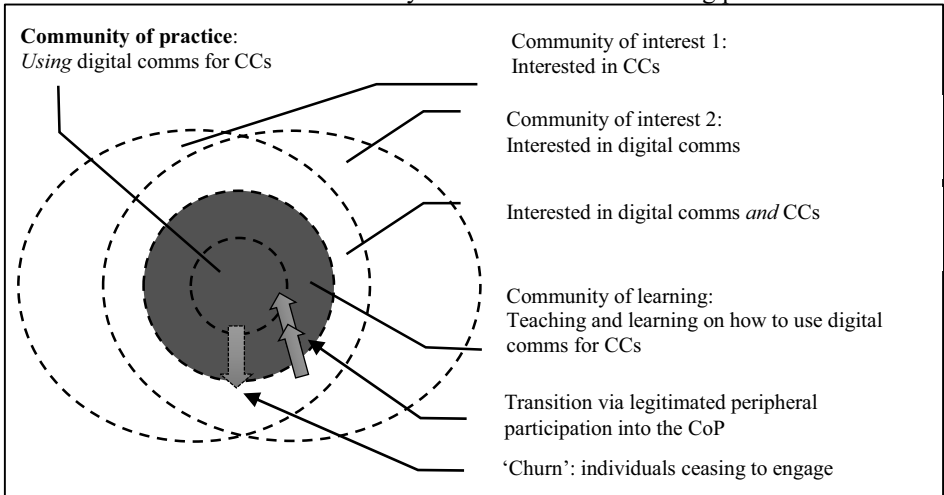 Community of practice:
Using digital comms for CCs
Community of interest 1:
Interested in CCs
Community of interest 2:
Interested in digital comms
Interested in digital comms and CCs
Community of learning:
Teaching and learning on how to use digital
comms for CCs
Transition via legitimated peripheral
participation into the CoP
‘Churn’: individuals ceasing to engage